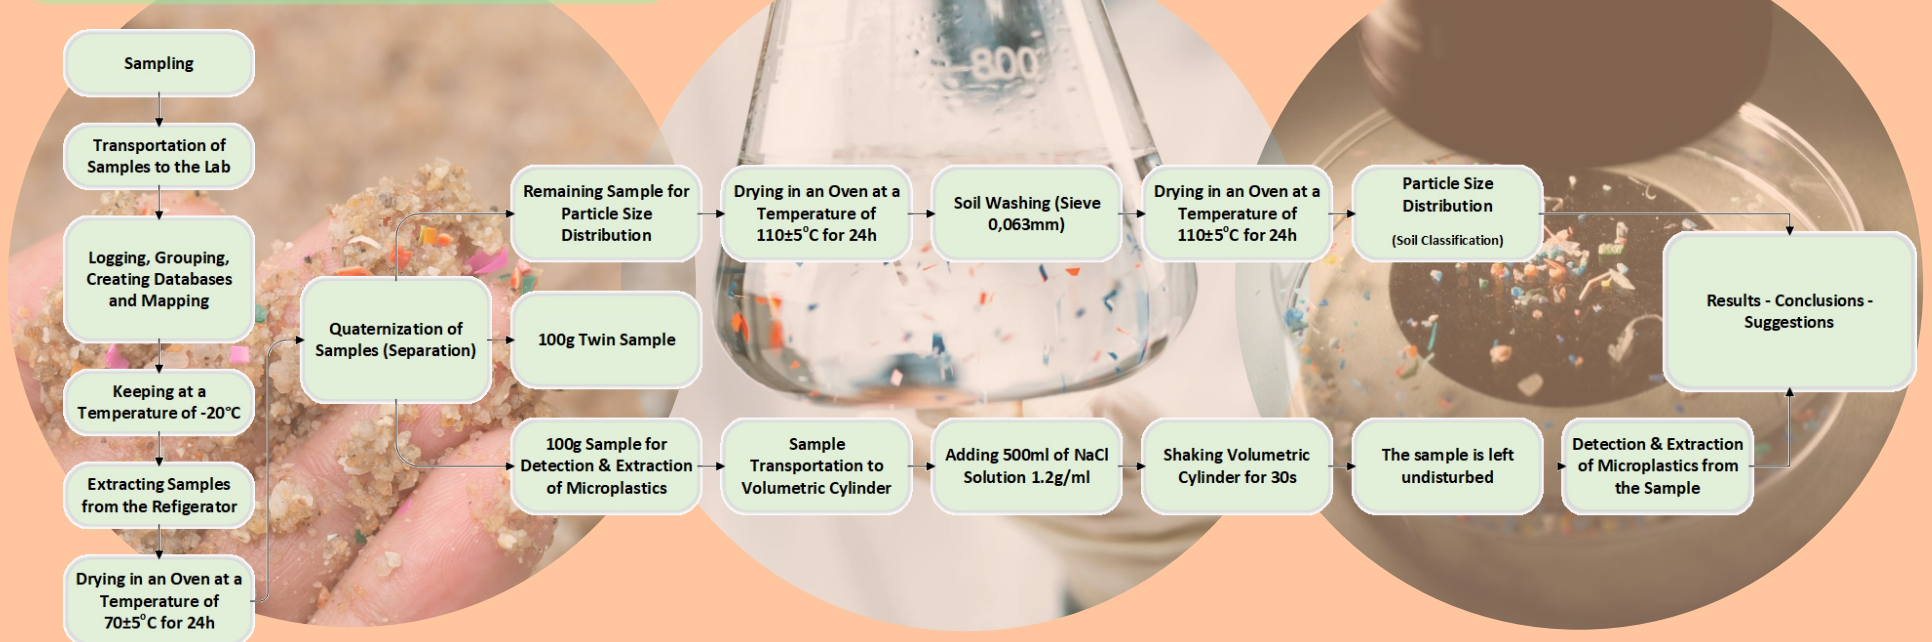 Sampling
Transportation of
Samples to the Lab
Logging, Grouping,
Creating Databases
and Mapping
Keeping at a
Temperature of -20°C
Extracting Samples
from the Refigerator
Drying in an Oven at a
Temperature of
70±5°C for 24h
Quaternization of
Samples (Separation)
Remaining Sample for
Particle Size
Distribution
Drying in an Oven at a
Temperature of
110±5°C for 24h
Soil Washing (Sieve
0,063mm)
Drying in an Oven at a
Temperature of
110±5°C for 24h
Particle Size
Distribution
(Soil Classification)
100g Twin Sample
100g Sample for
Detection & Extraction
of Microplastics
Sample
Transportation to
Volumetric Cylinder
Adding 500ml of NaCl
Solution 1.2g/ml
Shaking Volumetric
Cylinder for 30s
The sample is left
undisturbed
Detection & Extraction
of Microplastics from
the Sample
Results - Conclusions -
Suggestions
800